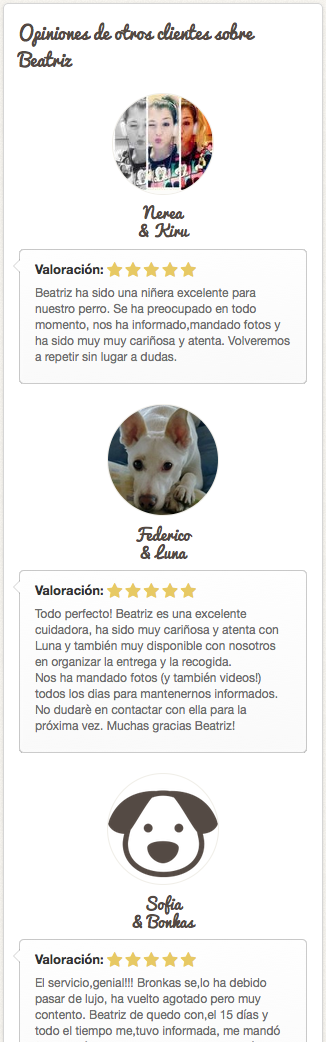 Opiniones de otros clientes sobre
Beatriz
Nerea
& Kiru
Valoración:
Beatriz ha sido una niñera excelente para
nuestro perro. Se ha preocupado en todo
momento, nos ha informado,mandado fotos y
ha sido muy muy cariñosa y atenta. Volveremos
a repetir sin lugar a dudas.
Federico
& Luna
Valoración:
Todo perfecto! Beatriz es una excelente
cuidadora, ha sido muy cariñosa y atenta con
Luna y también muy disponible con nosotros
en organizar la entrega y la recogida.
Nos ha mandado fotos (y también videos!)
todos los dias para mantenernos informados.
No dudarè en contactar con ella para la
próxima vez. Muchas gracias Beatriz!
Sofia
& Bonkas
Valoración:
El servicio,genial!!! Bronkas se,lo ha debido
pasar de lujo, ha vuelto agotado pero muy
contento. Beatriz de quedo con,el 15 días y
todo el tiempo me,tuvo informada, me mandó